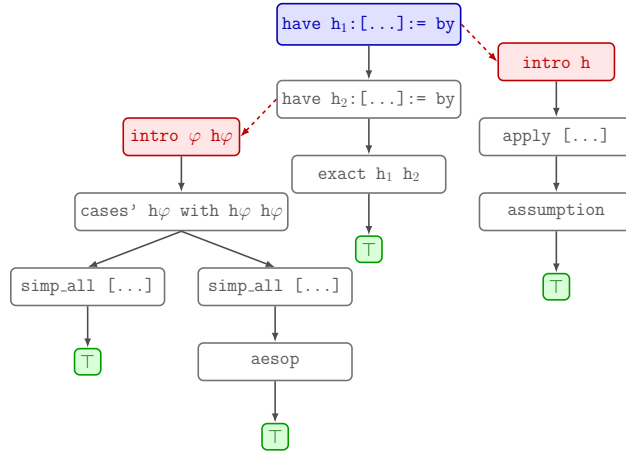 have h₁:[...]:= by
intro h
have h₂:[...]:= by
intro φ hφ
apply [...]
exact h₁ h₂
cases' hφ with hφ hφ
assumption
⊤
simp_all [...]
simp_all [...]
⊤
⊤
aesop
⊤